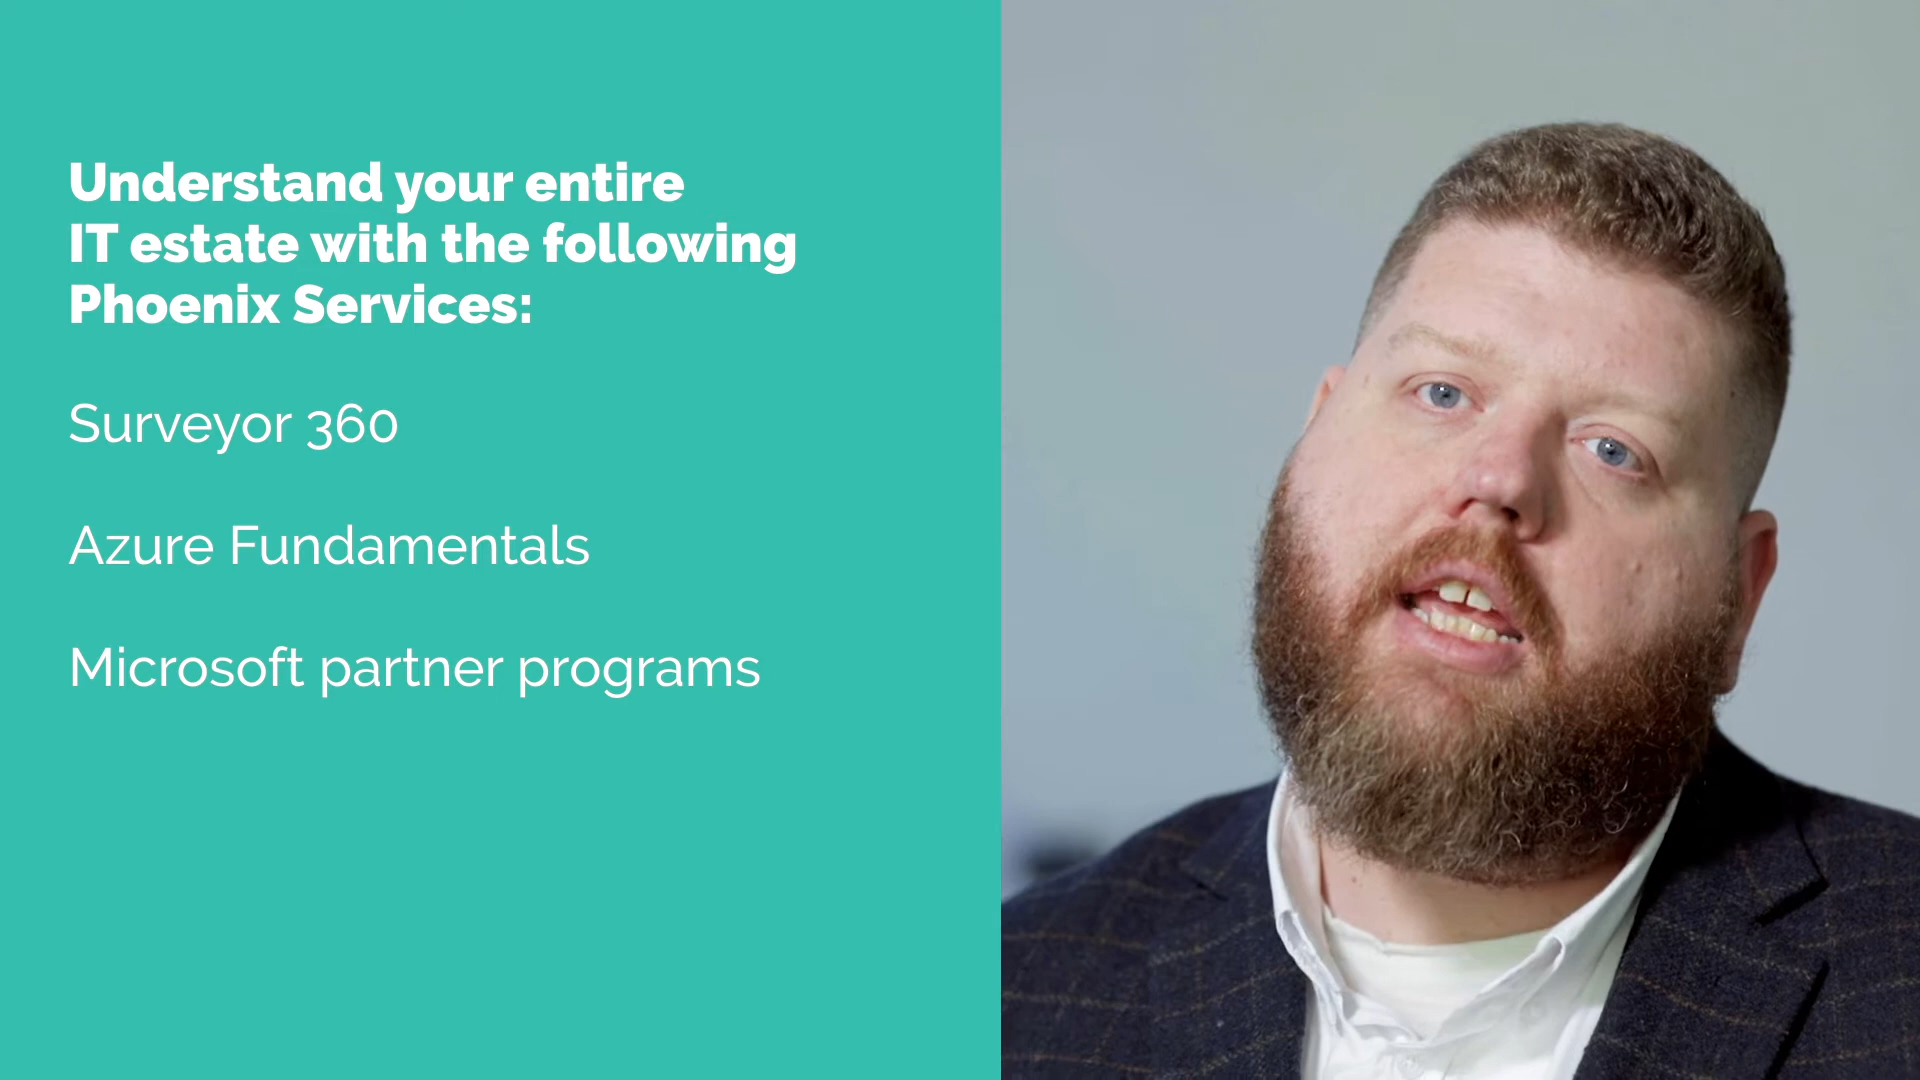 Understand your entire
IT estate with the following
Phoenix Services:
Surveyor 360
Azure Fundamentals
Microsoft partner programs